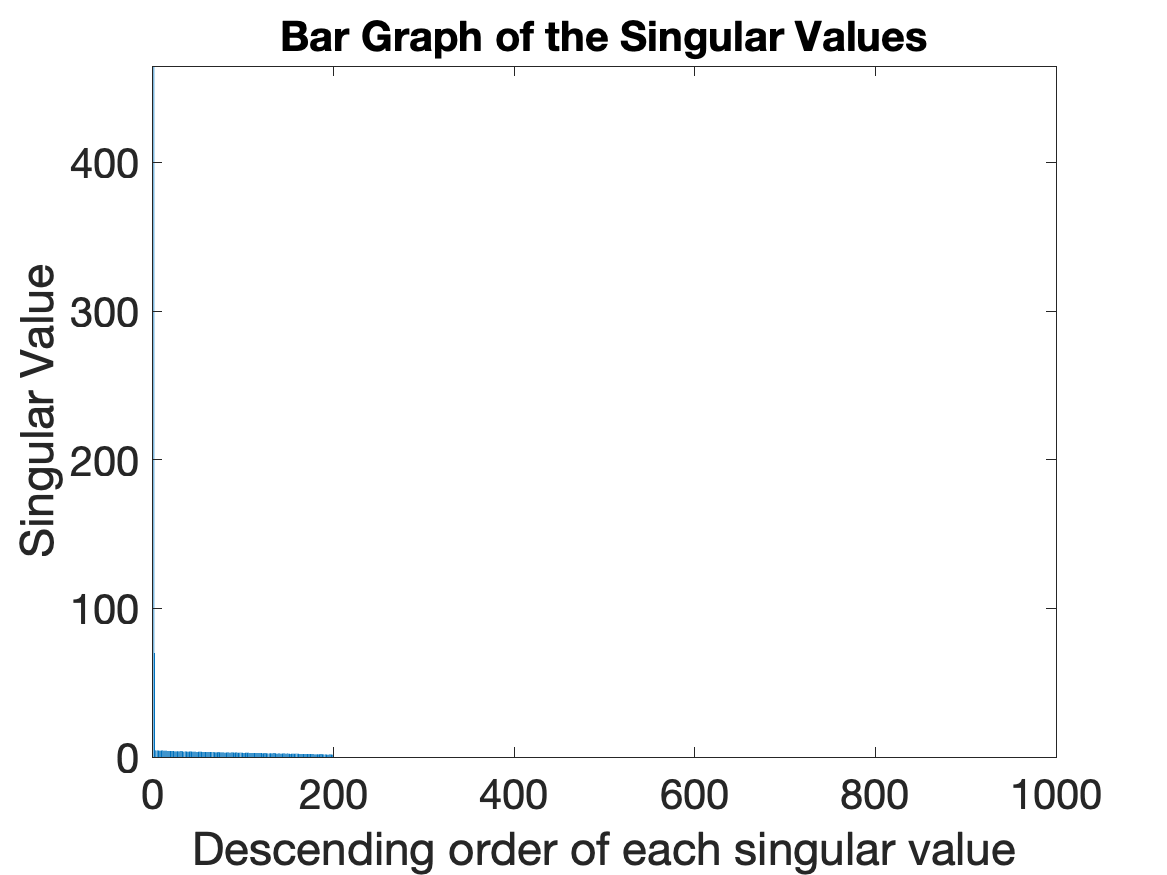 Bar Graph of the Singular Values
400
300
200
100
0
Singular Value
0 200 400 600 800 1000
Descending order of each singular value